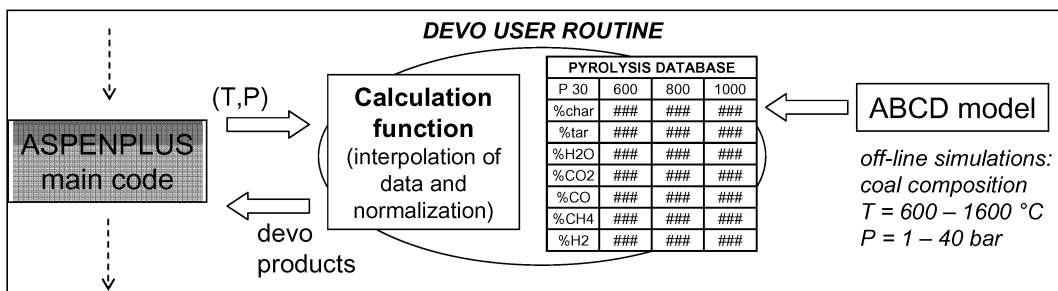 DEVO USER ROUTINE
(T,P)
ASPENPLUS
main code
devo
products
Calculation
function
(interpolation of
data and
normalization)
PYROLYSIS DATABASE
P 30 600 800 1000
%char ### ### ###
%tar ### ### ###
%H2O ### ### ###
%CO2 ### ### ###
%CO ### ### ###
%CH4 ### ### ###
%H2 ### ### ###
ABCD model
off-line simulations:
coal composition
T = 600 – 1600 °C
P = 1 – 40 bar